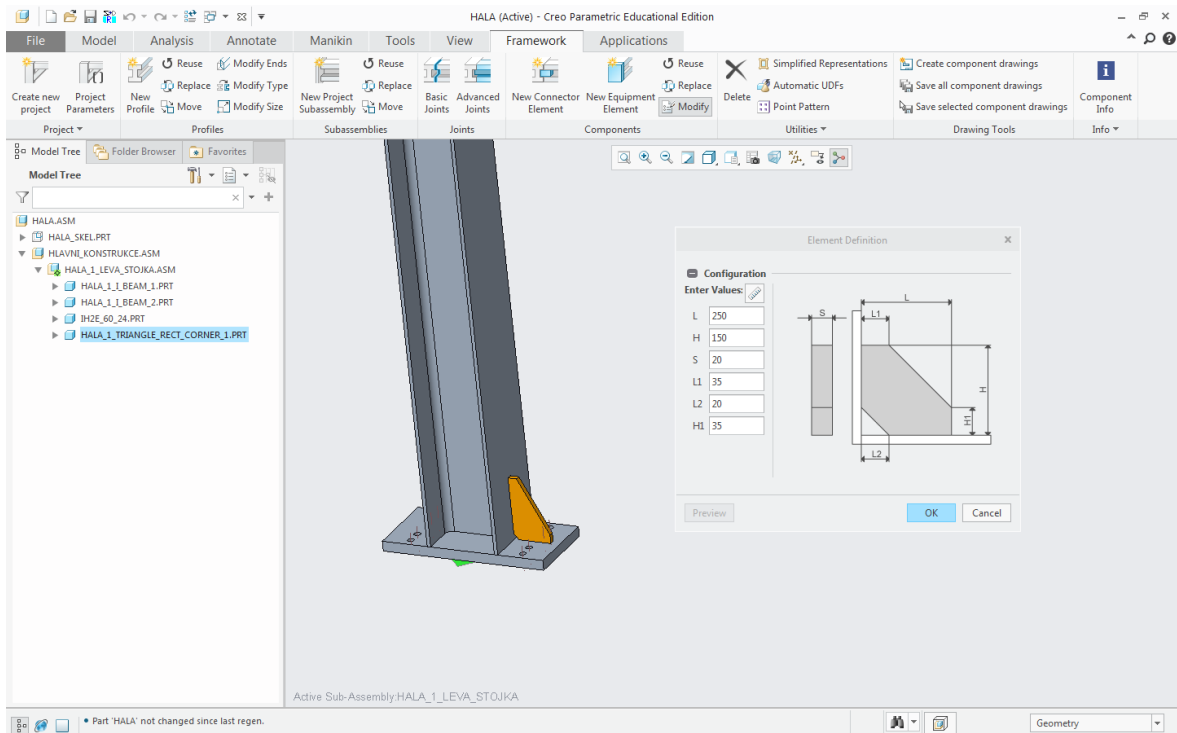 HALA (Active) - Creo Parametric Educational Edition
File Model Analysis Annotate Manikin Tools View Framework Applications
Create new project
Project Parameters
Project
New Profile
Reuse
Replace
Move
Modify Ends
Modify Type
Modify Size
Profiles
New Project Subassembly
Reuse
Replace
Move
Subassemblies
Basic Joints
Advanced Joints
Joints
New Connector Element
New Equipment Element
Reuse
Replace
Modify
Components
Delete
Simplified Representations
Automatic UDFs
Point Pattern
Utilities
Create component drawings
Save all component drawings
Save selected component drawings
Drawing Tools
Component Info
Info
Model Tree Folder Browser Favorites
Model Tree
HALA.ASM
HALA_SKEL.PRT
HLAVNI_KONSTRUKCE.ASM
HALA_1_LEVA_STOJKA.ASM
HALA_1_I_BEAM_1.PRT
HALA_1_I_BEAM_2.PRT
IH2E_60_24.PRT
HALA_1_TRIANGLE_RECT_CORNER_1.PRT
Element Definition
Configuration
Enter Values:
L 250
H 150
S 20
L1 35
L2 20
H1 35
L
S
L1
H
H1
L2
Preview OK Cancel
Active Sub-Assembly:HALA_1_LEVA_STOJKA
• Part 'HALA' not changed since last regen.
Geometry